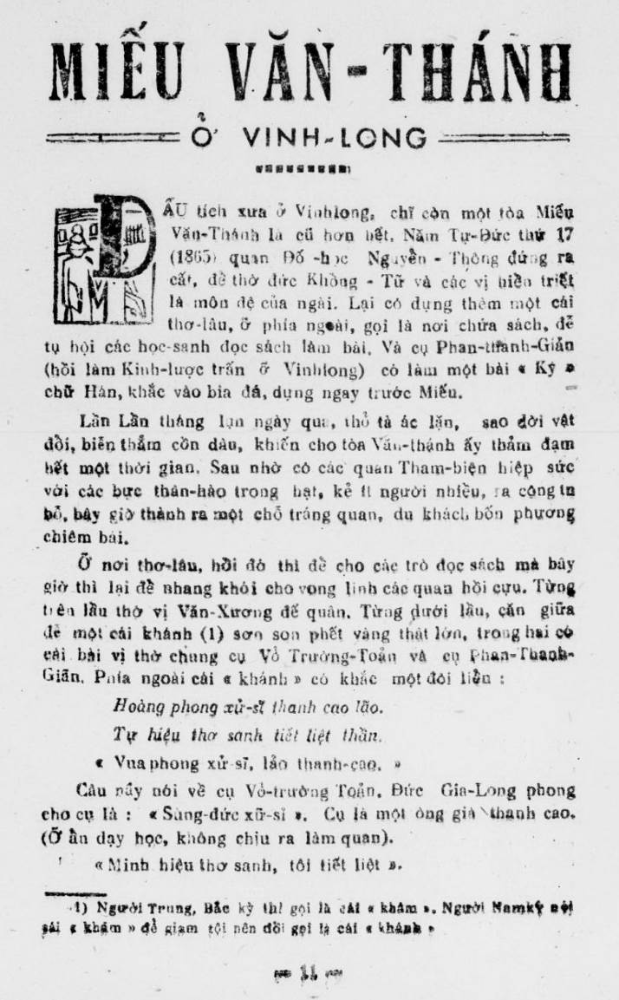 MIẾU VĂN-THÁNH
Ở VINH-LONG
DẤU tích xưa ở Vinhlong, chĩ còn một tòa Miếu
Văn-Thánh là cũ hơn hết. Năm Tự-Đức thứ 17
(1865) quan Đố-học Nguyễn-Thông đứng ra
cất, để thờ đức Khồng-Tử và các vị hiền triết
là môn đệ của ngài. Lại có dụng thêm một cái
thơ-lâu, ỡ phía ngoài, gọi là nơi chứa sách, để
tụ hội các học-sanh đọc sách làm bài. Và cụ Phan-thanh-Giản
(hồi làm Kinh-lược trấn ỡ Vinhlong) có làm một bài « Ký »
chữ Hán, khắc vào bia đá, dụng ngay trước Miếu.
Lần Lần tháng lụn ngày qua, thỏ tà ác lặn, sao dời vật
đồi, biễn thẳm cồn dâu, khiến cho tòa Văn-thánh ấy thảm đạm
hết một thời gian. Sau nhờ có các quan Tham-biện hiệp sức
với các bực thân-hào trong hạt, kẻ ít người nhiều, ra công tu
bổ, bây giờ thành ra một chỗ tráng quan, du khách bốn phương
chiêm bái.
Ỡ nơi thơ-lâu, hồi đó thì để cho các trò đọc sách mà bây
giờ thì lại để nhang khói cho vong linh các quan hồi cựu. Từng
trên lầu thờ vị Văn-Xương đế quân. Từng dưới lầu, căn giữa
để một cái khánh (1) sơn son phết vàng thật lớn, trong hai có
cái bài vị thờ chung cụ Võ Trường-Toản và cụ Phan-Thanh-
Giãn. Phía ngoài cái « khánh » có khắc một đôi liễn :
Hoàng phong xử-sĩ thanh cao lão.
Tự hiệu thơ sanh tiết liệt thần.
« Vua phong xử sĩ, lảo thanh-cao. »
Câu nầy nói về cụ Võ-trường Toản. Đức Gia-Long phong
cho cụ là : « Sùng-đức xữ-sĩ ». Cụ là một ông già thanh cao.
(Ỡ ẩn dạy học, không chịu ra làm quan).
« Minh hiệu thơ sanh, tôi tiết liệt ».
1) Người Trung, Bắc kỳ thì gọi là cái « khám ». Người Namkỳ nói
cái « khám » để giam tội nên đồi gọi là cái « khánh »
— 11 —